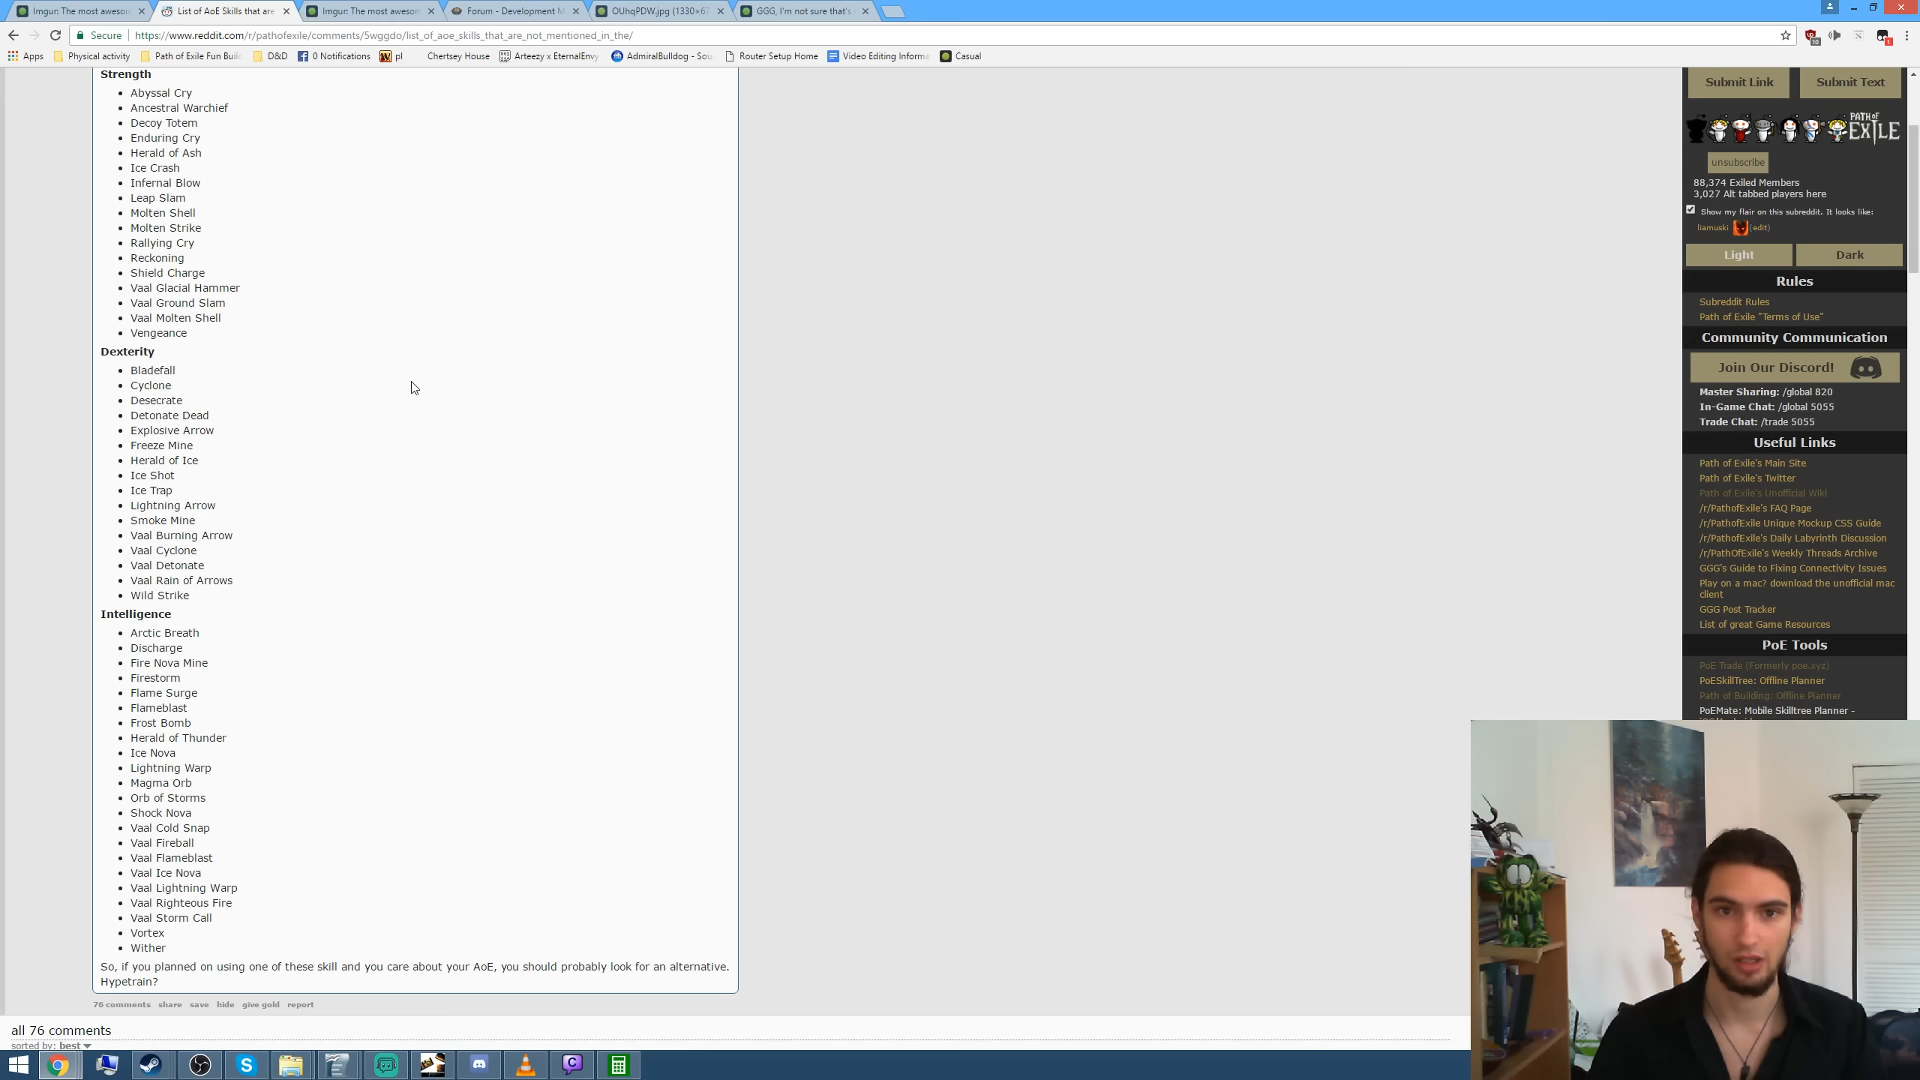 Imgur: The most awesom
List of AoE Skills that are
Imgur: The most awesom
Forum - Development M
OUhqPDW.jpg (1330×67
GGG, I'm not sure that's
Secure
https://www.reddit.com/r/pathofexile/comments/5wggdo/list_of_aoe_skills_that_are_not_mentioned_in_the/
Apps
Physical activity
Path of Exile Fun Buil
D&D
0 Notifications
pl
Chertsey House
Arteezy x EternalEnvy
AdmiralBulldog - Sou
Router Setup Home
Video Editing Inform
Casual
Strength
Abyssal Cry
Ancestral Warchief
Decoy Totem
Enduring Cry
Herald of Ash
Ice Crash
Infernal Blow
Leap Slam
Molten Shell
Molten Strike
Rallying Cry
Reckoning
Shield Charge
Vaal Glacial Hammer
Vaal Ground Slam
Vaal Molten Shell
Vengeance
Dexterity
Bladefall
Cyclone
Desecrate
Detonate Dead
Explosive Arrow
Freeze Mine
Herald of Ice
Ice Shot
Ice Trap
Lightning Arrow
Smoke Mine
Vaal Burning Arrow
Vaal Cyclone
Vaal Detonate
Vaal Rain of Arrows
Wild Strike
Intelligence
Arctic Breath
Discharge
Fire Nova Mine
Firestorm
Flame Surge
Flameblast
Frost Bomb
Herald of Thunder
Ice Nova
Lightning Warp
Magma Orb
Orb of Storms
Shock Nova
Vaal Cold Snap
Vaal Fireball
Vaal Flameblast
Vaal Ice Nova
Vaal Lightning Warp
Vaal Righteous Fire
Vaal Storm Call
Vortex
Wither
So, if you planned on using one of these skill and you care about your AoE, you should probably look for an alternative.
Hypetrain?
76 comments share save hide give gold report
all 76 comments
sorted by: best
Submit Link
Submit Text
PATH OF
EXILE
unsubscribe
88,374 Exiled Members
3,027 Alt tabbed players here
Show my flair on this subreddit. It looks like:
liamuski (edit)
Light
Dark
Rules
Subreddit Rules
Path of Exile "Terms of Use"
Community Communication
Join Our Discord!
Master Sharing: /global 820
In-Game Chat: /global 5055
Trade Chat: /trade 5055
Useful Links
Path of Exile's Main Site
Path of Exile's Twitter
Path of Exile's Unofficial Wiki
/r/PathofExile's FAQ Page
/r/PathofExile Unique Mockup CSS Guide
/r/PathofExile's Daily Labyrinth Discussion
/r/PathOfExile's Weekly Threads Archive
GGG's Guide to Fixing Connectivity Issues
Play on a mac? download the unofficial mac
client
GGG Post Tracker
List of great Game Resources
PoE Tools
PoE Trade (Formerly poe.xyz)
PoESkillTree: Offline Planner
Path of Building: Offline Planner
PoEMate: Mobile Skilltree Planner -